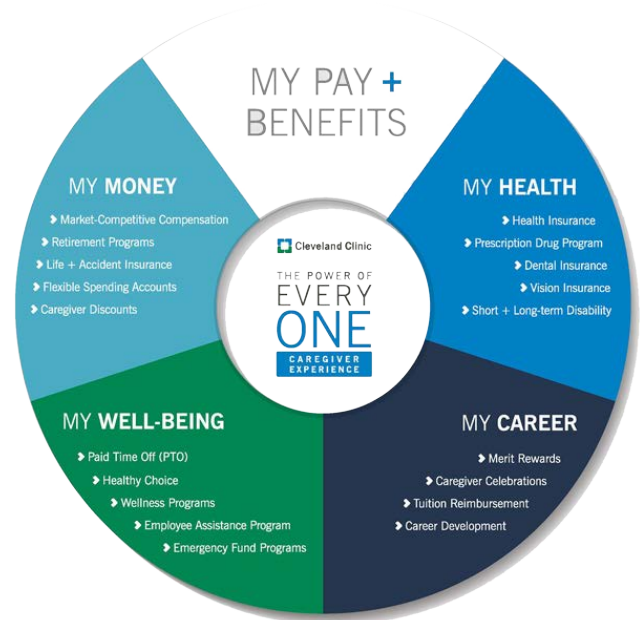 MY PAY +
BENEFITS
MY MONEY
Market-Competitive Compensation
Retirement Programs
Life + Accident Insurance
Flexible Spending Accounts
Caregiver Discounts
MY HEALTH
Health Insurance
Prescription Drug Program
Dental Insurance
Vision Insurance
Short + Long-term Disability
Cleveland Clinic
THE POWER OF
EVERY
ONE
CAREGIVER
EXPERIENCE
MY WELL-BEING
Paid Time Off (PTO)
Healthy Choice
Wellness Programs
Employee Assistance Program
Emergency Fund Programs
MY CAREER
Merit Rewards
Caregiver Celebrations
Tuition Reimbursement
Career Development